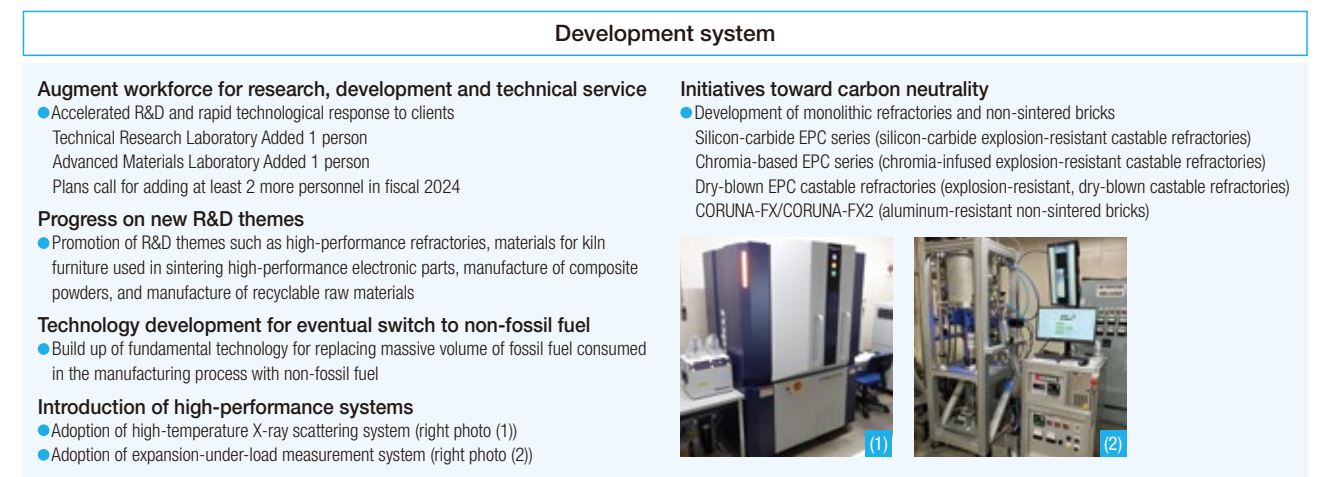 Development system
Augment workforce for research, development and technical service
●Accelerated R&D and rapid technological response to clients
Technical Research Laboratory Added 1 person
Advanced Materials Laboratory Added 1 person
Plans call for adding at least 2 more personnel in fiscal 2024
Progress on new R&D themes
●Promotion of R&D themes such as high-performance refractories, materials for kiln
furniture used in sintering high-performance electronic parts, manufacture of composite
powders, and manufacture of recyclable raw materials
Technology development for eventual switch to non-fossil fuel
●Build up of fundamental technology for replacing massive volume of fossil fuel consumed
in the manufacturing process with non-fossil fuel
Introduction of high-performance systems
●Adoption of high-temperature X-ray scattering system (right photo (1))
●Adoption of expansion-under-load measurement system (right photo (2))
Initiatives toward carbon neutrality
●Development of monolithic refractories and non-sintered bricks
Silicon-carbide EPC series (silicon-carbide explosion-resistant castable refractories)
Chromia-based EPC series (chromia-infused explosion-resistant castable refractories)
Dry-blown EPC castable refractories (explosion-resistant, dry-blown castable refractories)
CORUNA-FX/CORUNA-FX2 (aluminum-resistant non-sintered bricks)
(1)
(2)